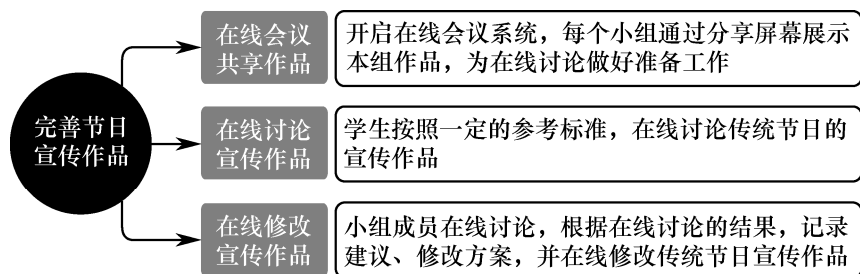 完善节日
宣传作品
在线会议
共享作品
开启在线会议系统，每个小组通过分享屏幕展示
本组作品，为在线讨论做好准备工作
在线讨论
宣传作品
学生按照一定的参考标准，在线讨论传统节日的
宣传作品
在线修改
宣传作品
小组成员在线讨论，根据在线讨论的结果，记录
建议、修改方案，并在线修改传统节日宣传作品